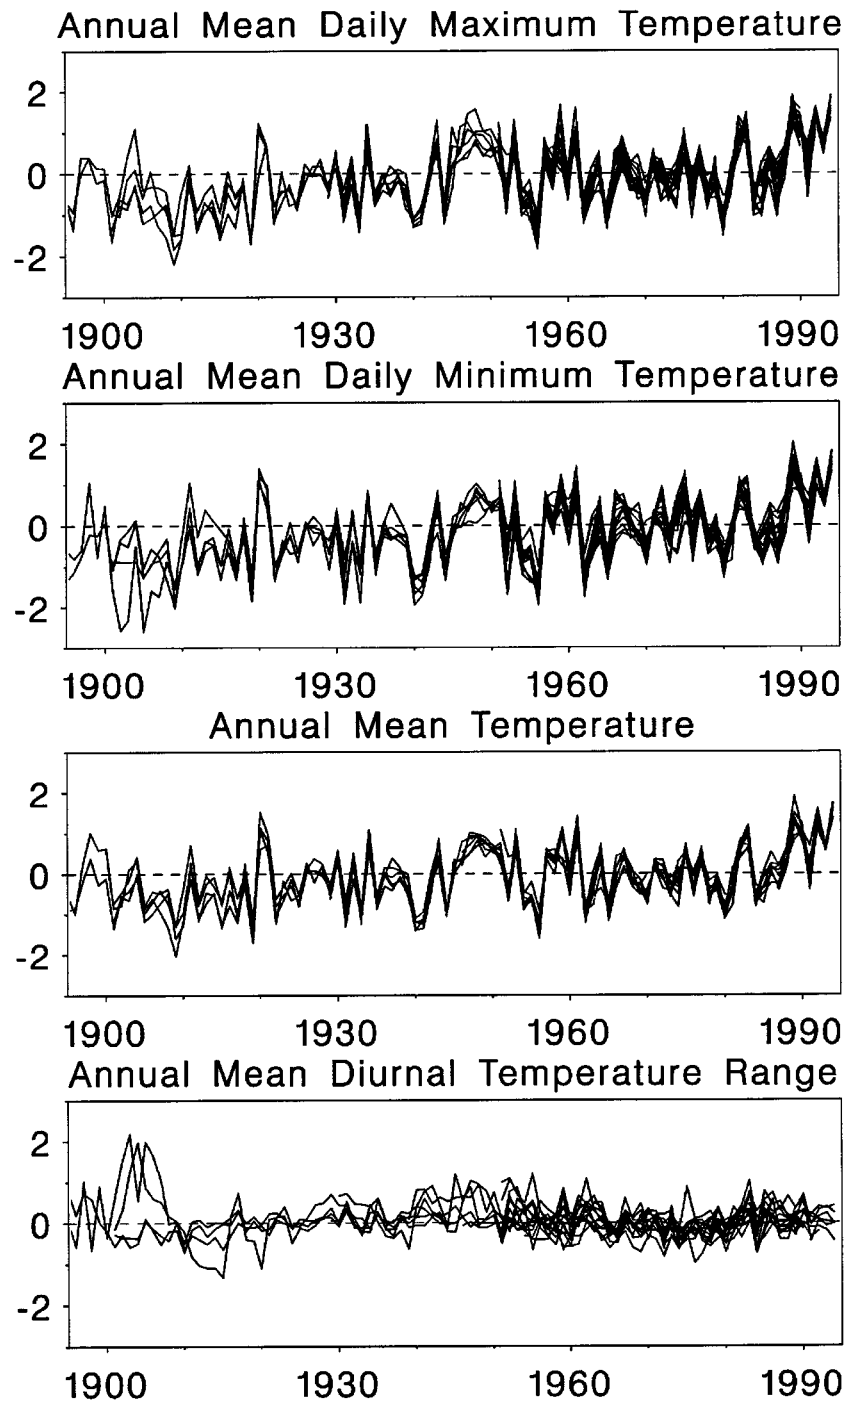 Annual Mean Daily Maximum Temperature
2
0
-2
1900 1930 1960 1990
Annual Mean Daily Minimum Temperature
2
0
-2
1900 1930 1960 1990
Annual Mean Temperature
2
0
-2
1900 1930 1960 1990
Annual Mean Diurnal Temperature Range
2
0
-2
1900 1930 1960 1990